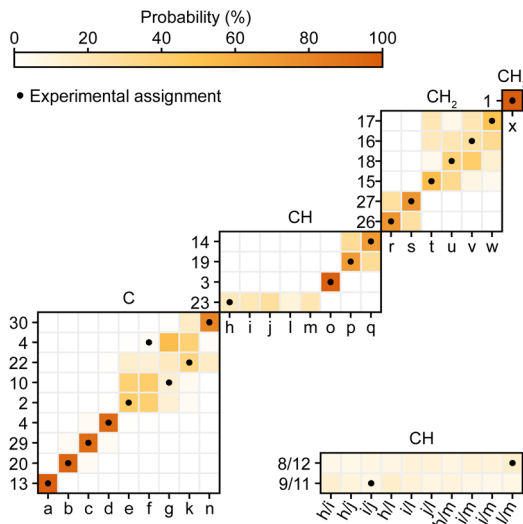 Probability (%)
0 20 40 60 80 100
● Experimental assignment
CH
1
x
CH₂
17
16
18
15
27
26
r s t u v w
CH
14
19
3
23
h i j l m o p q
C
30
4
22
10
2
4
29
20
13
a b c d e f g k n
CH
8/12
9/11
h/i h/j i/j h/l i/l j/l h/m i/m j/m l/m